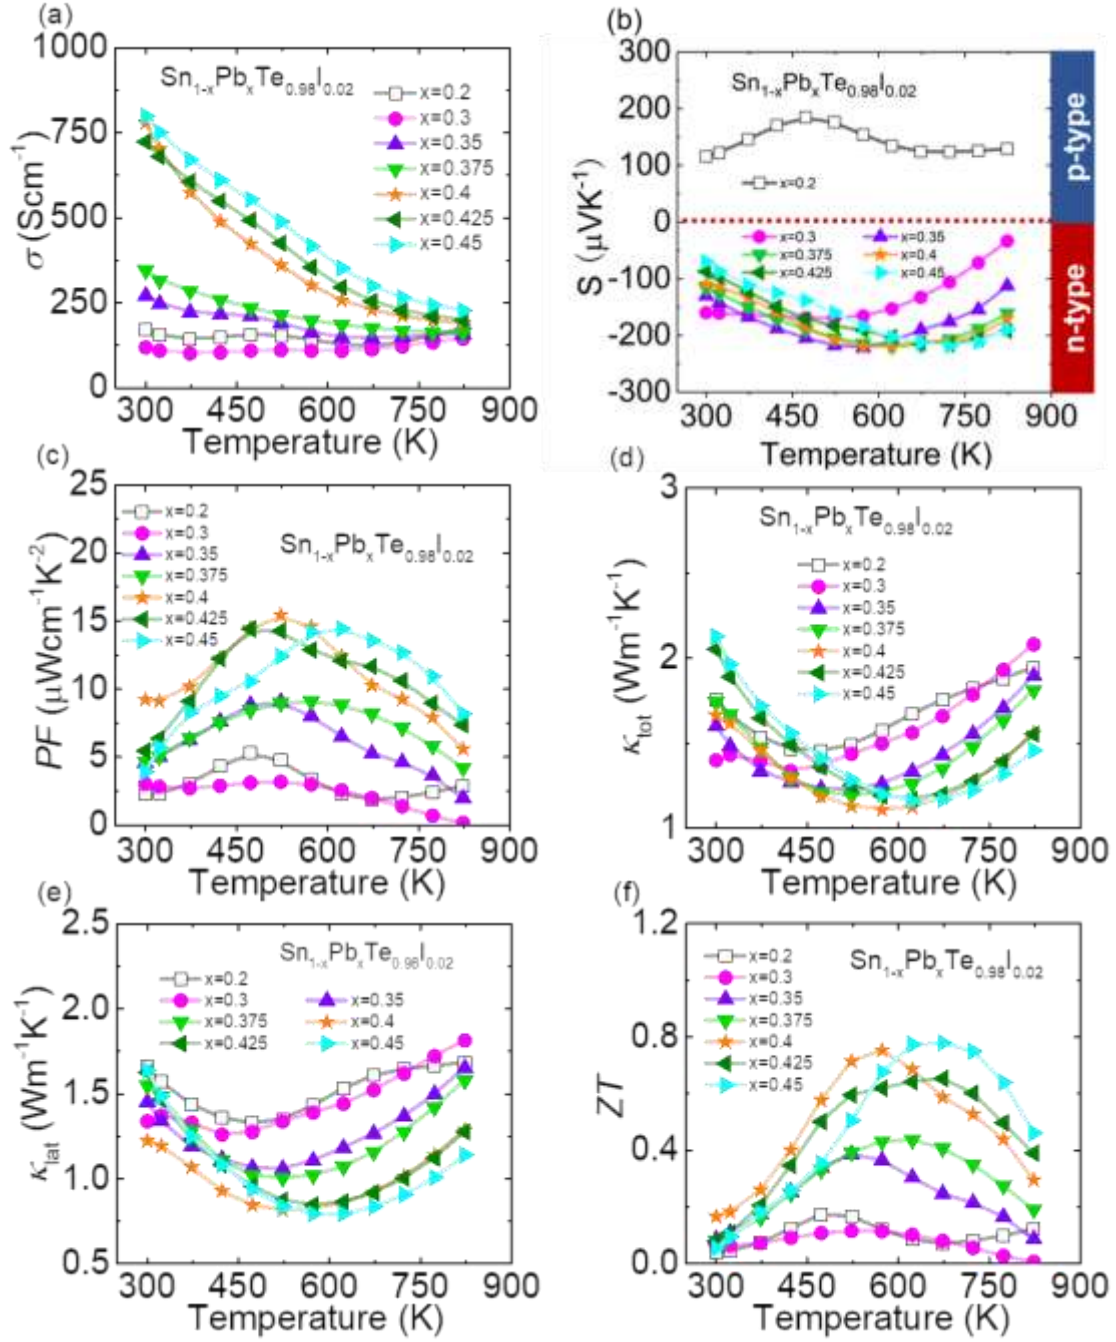 (a)
1000
750
500
250
0
σ (Scm⁻¹)
Sn₁₋ₓPbₓTe₀.₉₈I₀.₀₂
x=0.2
x=0.3
x=0.35
x=0.375
x=0.4
x=0.425
x=0.45
300 450 600 750 900
Temperature (K)
(b)
300
200
100
0
-100
-200
-300
S (μVK⁻¹)
Sn₁₋ₓPbₓTe₀.₉₈I₀.₀₂
x=0.2
x=0.3 x=0.35
x=0.375 x=0.4
x=0.425 x=0.45
p-type
n-type
300 450 600 750 900
Temperature (K)
(c)
25
20
15
10
5
0
PF (μWcm⁻¹K⁻²)
x=0.2
x=0.3
x=0.35
x=0.375
x=0.4
x=0.425
x=0.45
Sn₁₋ₓPbₓTe₀.₉₈I₀.₀₂
300 450 600 750 900
Temperature (K)
(d)
3
2
1
κtot (Wm⁻¹K⁻¹)
Sn₁₋ₓPbₓTe₀.₉₈I₀.₀₂
x=0.2
x=0.3
x=0.35
x=0.375
x=0.4
x=0.425
x=0.45
300 450 600 750 900
Temperature (K)
(e)
2.5
2.0
1.5
1.0
0.5
κlat (Wm⁻¹K⁻¹)
Sn₁₋ₓPbₓTe₀.₉₈I₀.₀₂
x=0.2
x=0.3 x=0.35
x=0.375 x=0.4
x=0.425 x=0.45
300 450 600 750 900
Temperature (K)
(f)
1.2
0.8
0.4
0.0
ZT
x=0.2
x=0.3
x=0.35
x=0.375
x=0.4
x=0.425
x=0.45
Sn₁₋ₓPbₓTe₀.₉₈I₀.₀₂
300 450 600 750 900
Temperature (K)